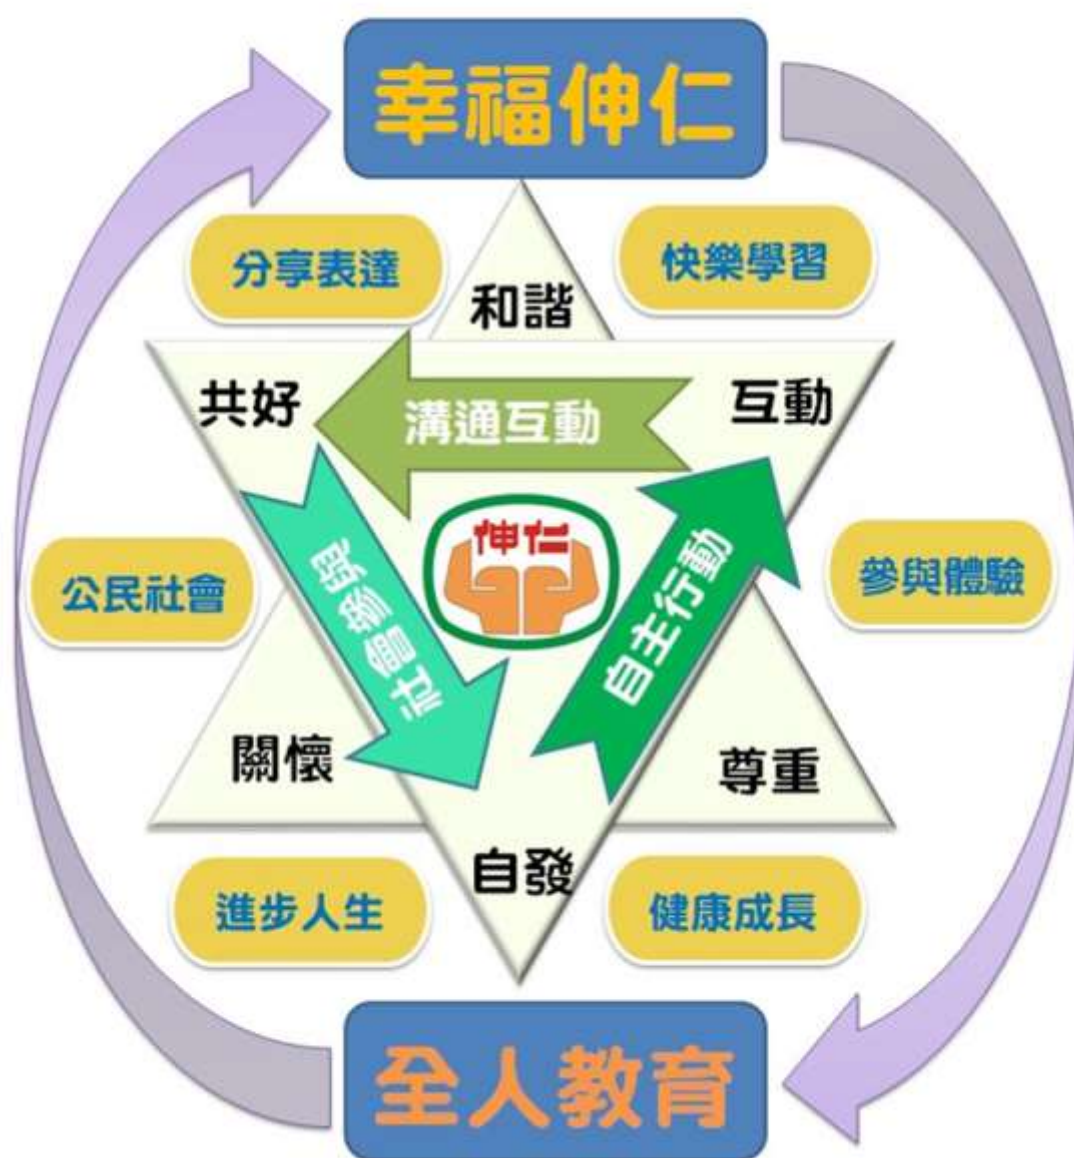 幸福伸仁
分享表達
快樂學習
和諧
共好
溝通互動
互動
伸仁
公民社會
社會參與
自主行動
參與體驗
關懷
尊重
自發
進步人生
健康成長
全人教育